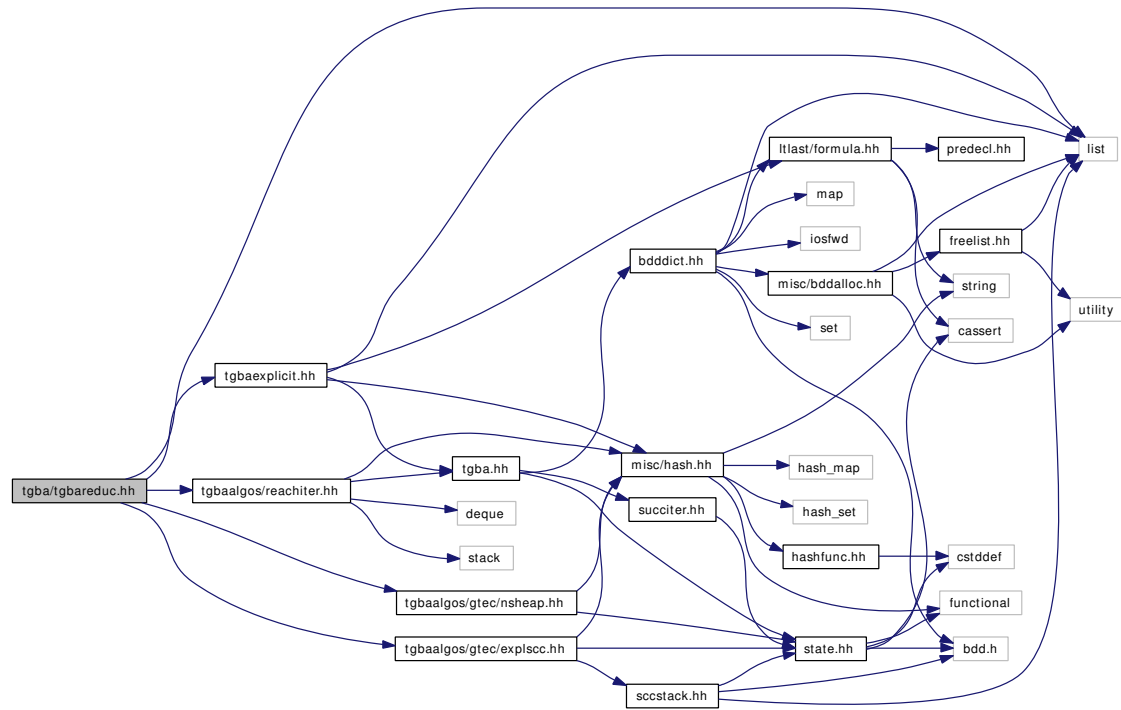 ltlast/formula.hh
predecl.hh
list
map
iosfwd
freelist.hh
bdddict.hh
misc/bddalloc.hh
string
utility
set
cassert
tgbaexplicit.hh
tgba.hh
misc/hash.hh
hash_map
tgba/tgbareduc.hh
tgbaalgos/reachiter.hh
deque
succiter.hh
hash_set
stack
hashfunc.hh
cstddef
tgbaalgos/gtec/nsheap.hh
functional
tgbaalgos/gtec/explscc.hh
state.hh
bdd.h
sccstack.hh